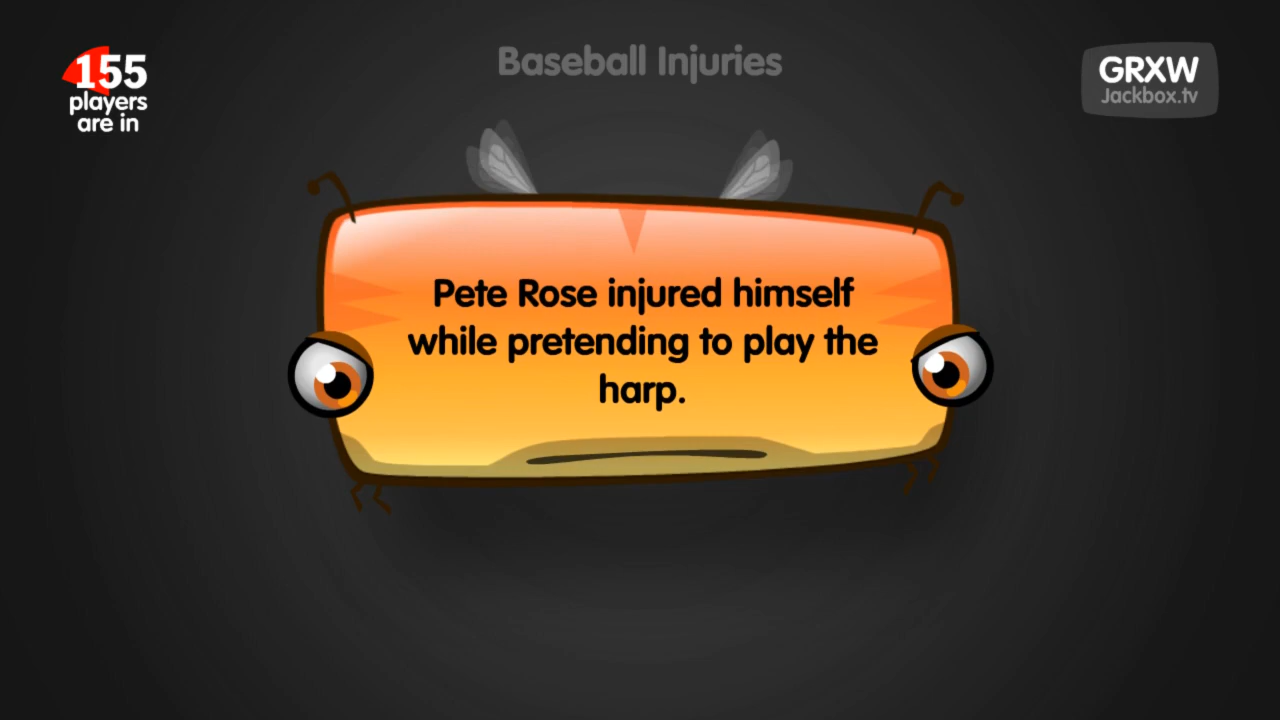 Baseball Injuries
155
players
are in
GRXW
Jackbox.tv
Pete Rose injured himself
while pretending to play the
harp.